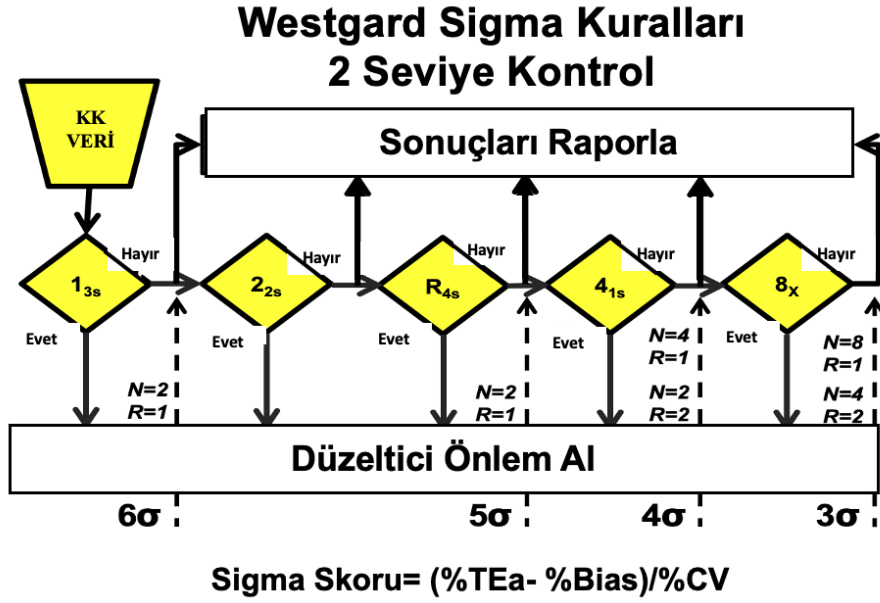 Westgard Sigma Kuralları
2 Seviye Kontrol
KK
VERİ
Sonuçları Raporla
Hayır
Hayır
Hayır
Hayır
Hayır
1₃ₛ
2₂ₛ
R₄ₛ
4₁ₛ
8ₓ
Evet
Evet
Evet
Evet
Evet
N=2
R=1
N=2
R=1
N=4
R=1
N=2
R=2
N=8
R=1
N=4
R=2
Düzeltici Önlem Al
6σ
5σ
4σ
3σ
Sigma Skoru= (%TEa- %Bias)/%CV